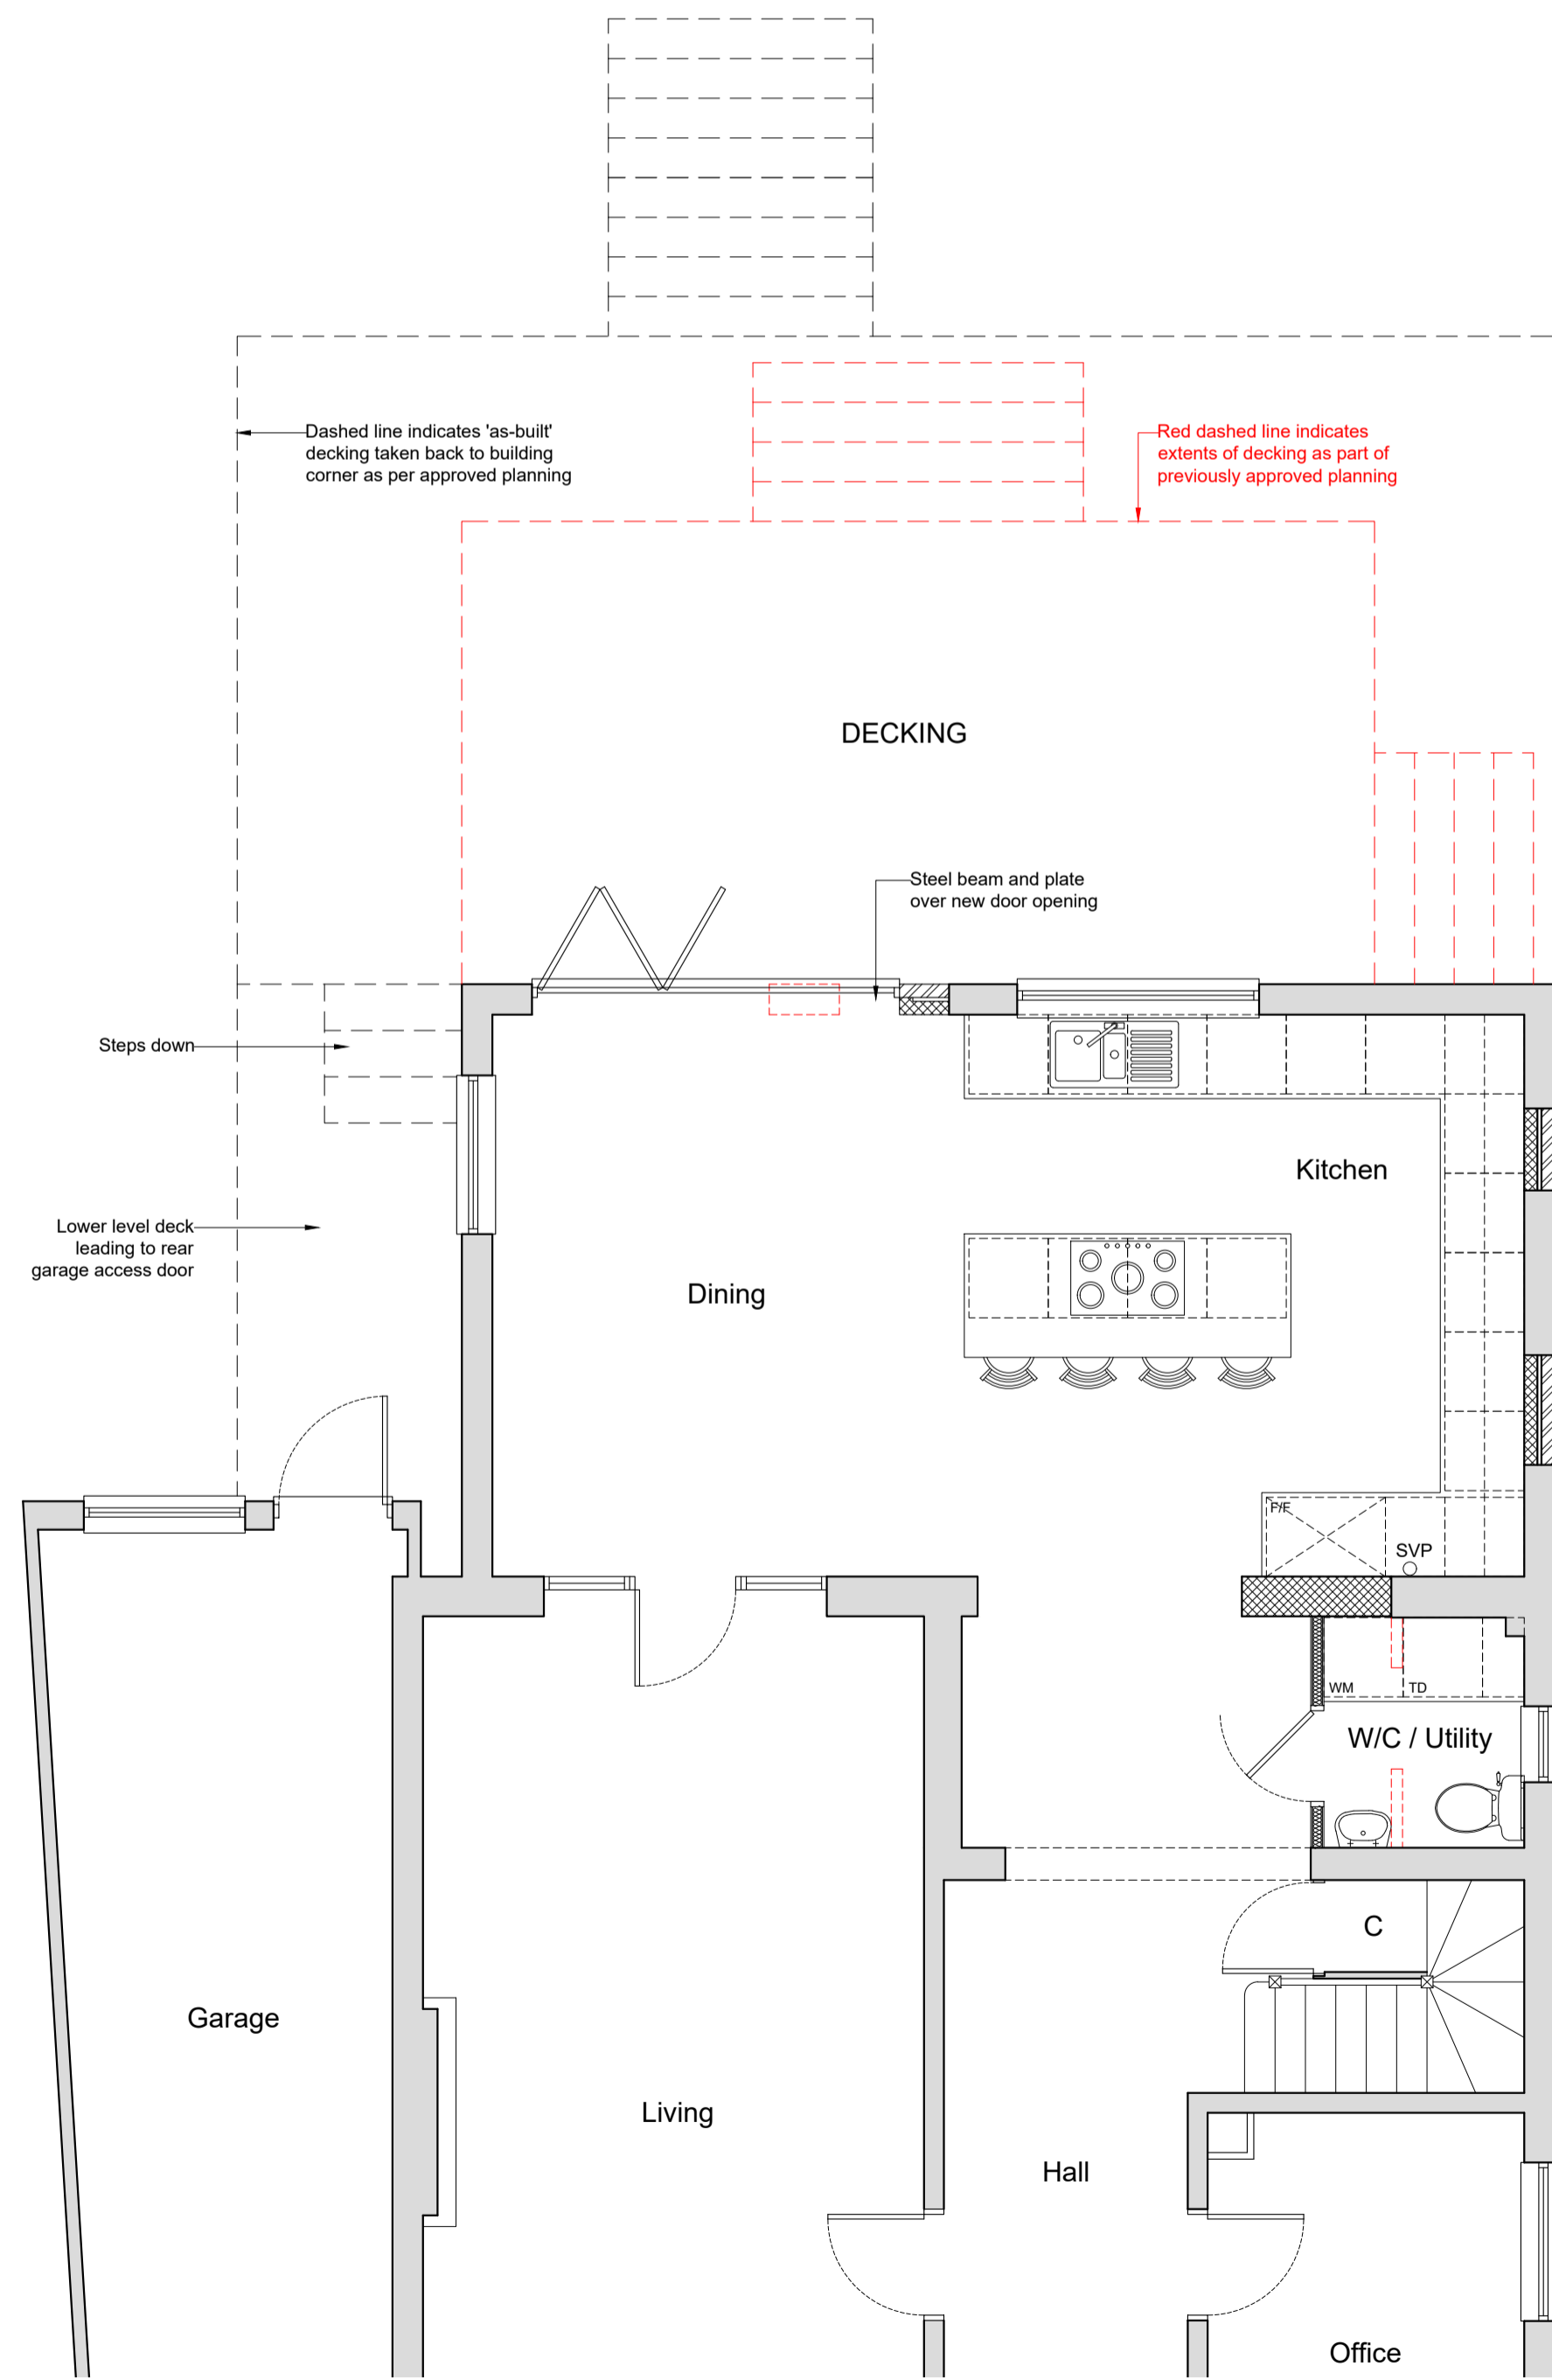 Dashed line indicates 'as-built'
decking taken back to building
corner as per approved planning
Red dashed line indicates
extents of decking as part of
previously approved planning
DECKING
Steel beam and plate
over new door opening
Steps down
Kitchen
Lower level deck
leading to rear
garage access door
Dining
F/F
SVP
WM
TD
W/C / Utility
C
Garage
Living
Hall
Office